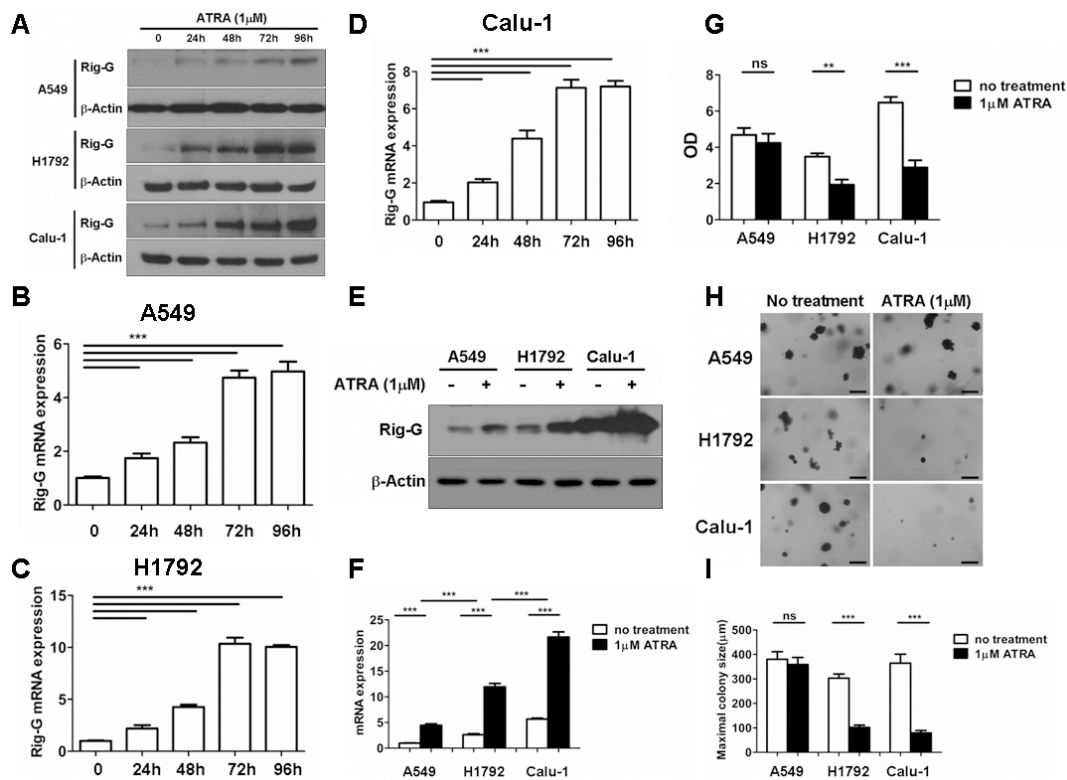 A
ATRA (1μM)
0 24h 48h 72h 96h
A549
Rig-G
β-Actin
H1792
Rig-G
β-Actin
Calu-1
Rig-G
β-Actin
B
A549
Rig-G mRNA expression
6
4
2
0
***
0 24h 48h 72h 96h
C
H1792
Rig-G mRNA expression
15
10
5
0
***
0 24h 48h 72h 96h
D
Calu-1
Rig-G mRNA expression
8
6
4
2
0
***
0 24h 48h 72h 96h
E
A549 H1792 Calu-1
ATRA (1μM) - + - + - +
Rig-G
β-Actin
F
mRNA expression
25
20
15
10
5
0
*** ***
*** *** ***
A549 H1792 Calu-1
no treatment
1μM ATRA
G
OD
8
6
4
2
0
ns ** ***
A549 H1792 Calu-1
no treatment
1μM ATRA
H
No treatment ATRA (1μM)
A549
H1792
Calu-1
I
Maximal colony size(μm)
400
300
200
100
0
ns *** ***
A549 H1792 Calu-1
no treatment
1μM ATRA